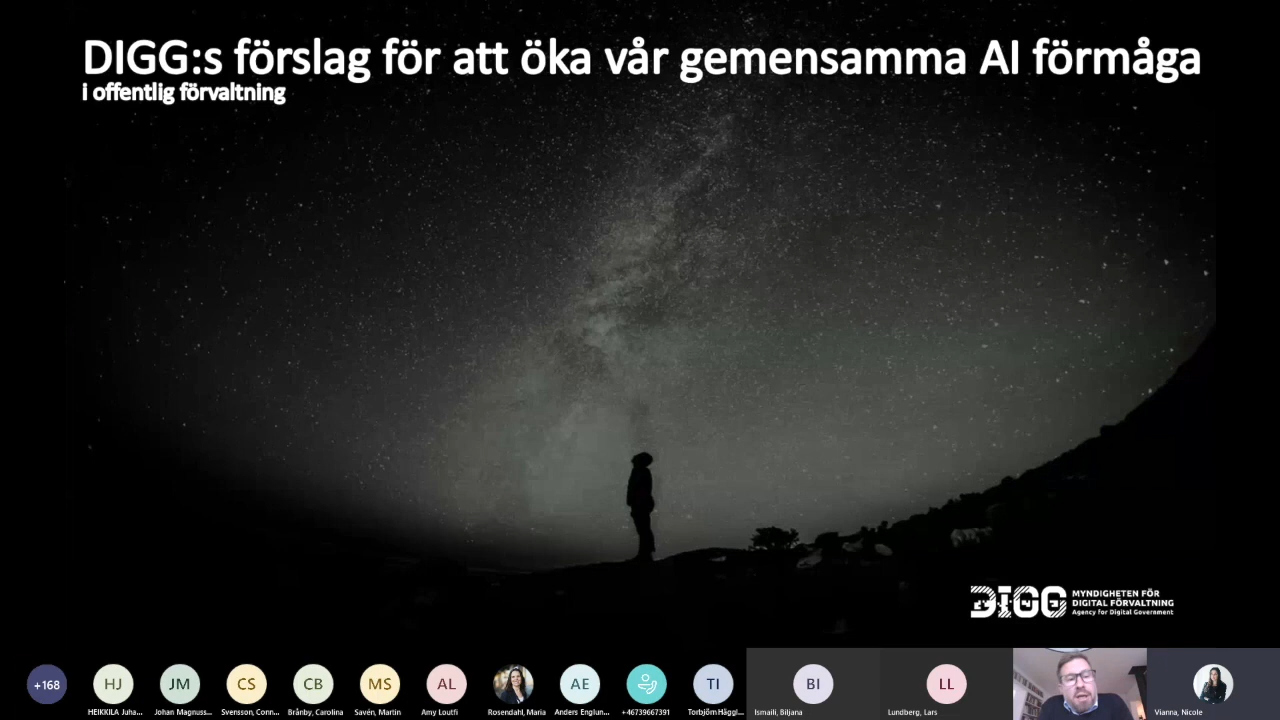 DIGG:s förslag för att öka vår gemensamma AI förmåga
i offentlig förvaltning
DIGG MYNDIGHETEN FÖR
DIGITAL FÖRVALTNING
Agency for Digital Government
+168
HJ
JM
CS
CB
MS
AL
AE
TI
BI
LL
HEIKKILA Juha...
Johan Magnuss...
Svensson, Conn...
Brånby, Carolina
Savén, Martin
Amy Loutfi
Rosendahl, Maria
Anders Englun...
+46739667391
Torbjörn Häggl...
Ismaili, Biljana
Lundberg, Lars
Vianna, Nicole